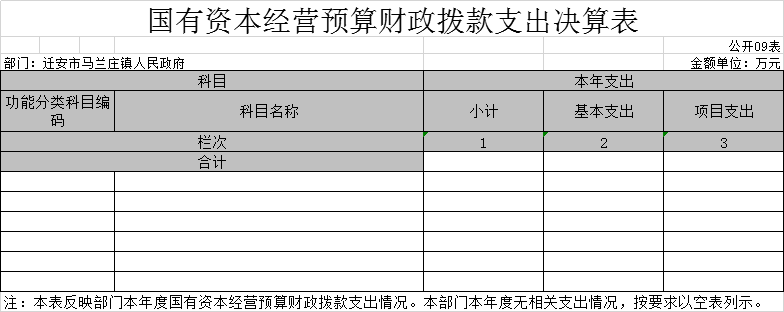 国有资本经营预算财政拨款支出决算表
公开09表
部门：迁安市马兰庄镇人民政府 金额单位：万元
科目 本年支出
功能分类科目编码 科目名称 小计 基本支出 项目支出
栏次 1 2 3
合计
注：本表反映部门本年度国有资本经营预算财政拨款支出情况。本部门本年度无相关支出情况，按要求以空表列示。